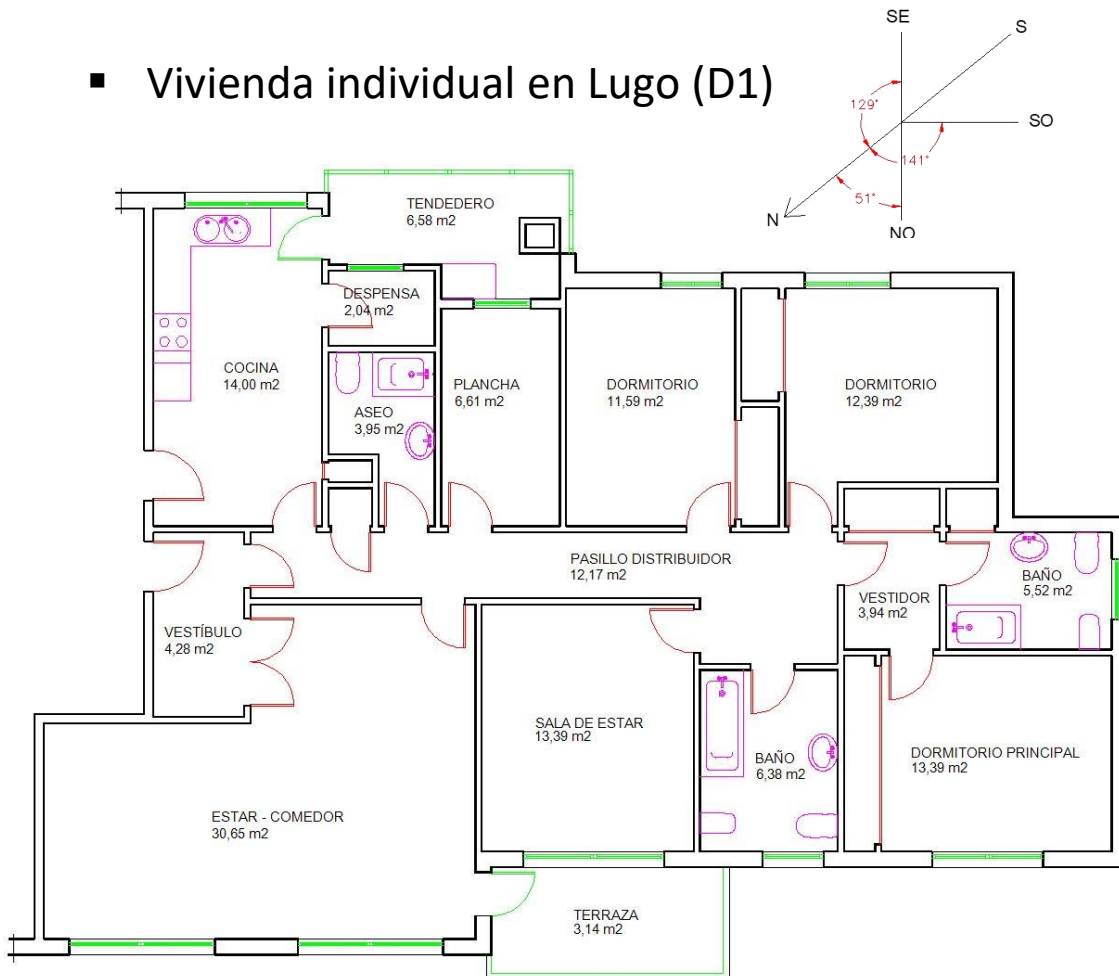 ▪ Vivienda individual en Lugo (D1)
SE
S
129°
SO
141°
51°
N
NO
TENDEDERO
6,58 m2
DESPENSA
2,04 m2
COCINA
14,00 m2
ASEO
3,95 m2
PLANCHA
6,61 m2
DORMITORIO
11,59 m2
DORMITORIO
12,39 m2
PASILLO DISTRIBUIDOR
12,17 m2
BAÑO
5,52 m2
VESTIDOR
3,94 m2
VESTÍBULO
4,28 m2
SALA DE ESTAR
13,39 m2
BAÑO
6,38 m2
DORMITORIO PRINCIPAL
13,39 m2
ESTAR - COMEDOR
30,65 m2
TERRAZA
3,14 m2